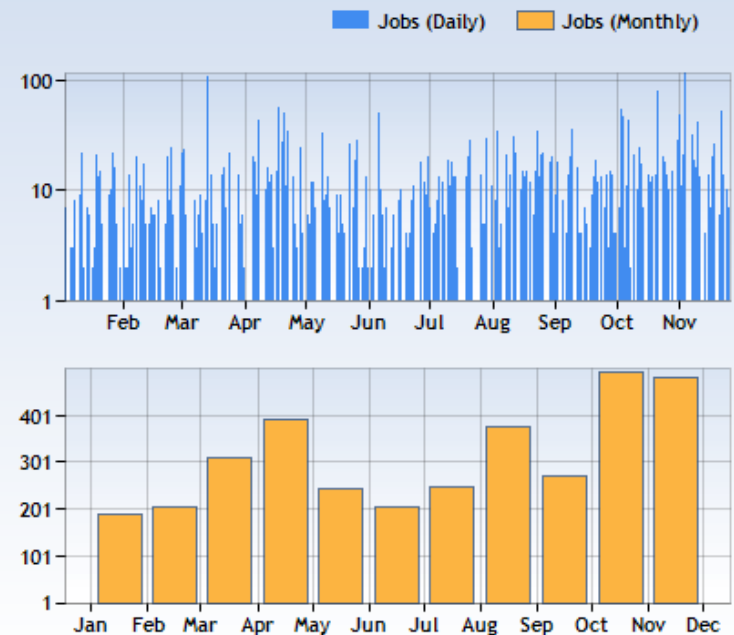 Jobs (Daily) Jobs (Monthly)
100
10
1
Feb Mar Apr May Jun Jul Aug Sep Oct Nov
401
301
201
101
1
Jan Feb Mar Apr May Jun Jul Aug Sep Oct Nov Dec